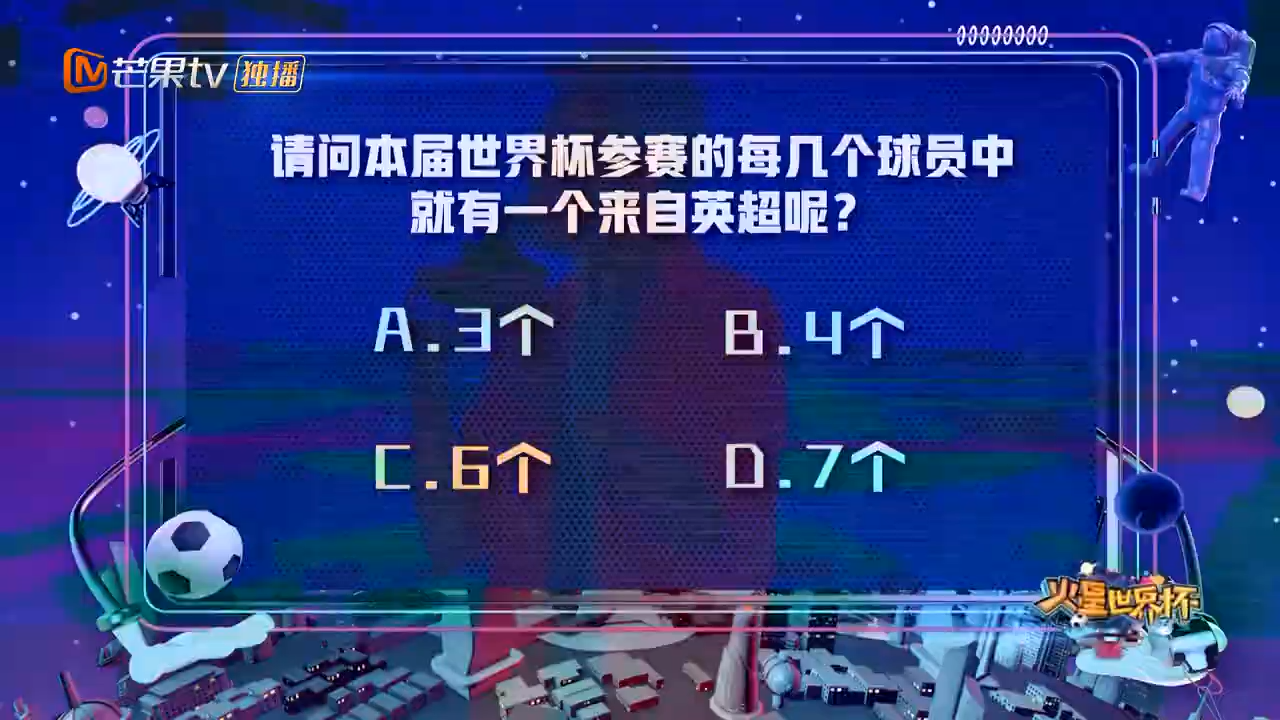 芒果tv 独播
请问本届世界杯参赛的每几个球员中
就有一个来自英超呢？
A.3个
B.4个
C.6个
D.7个
火星世界杯